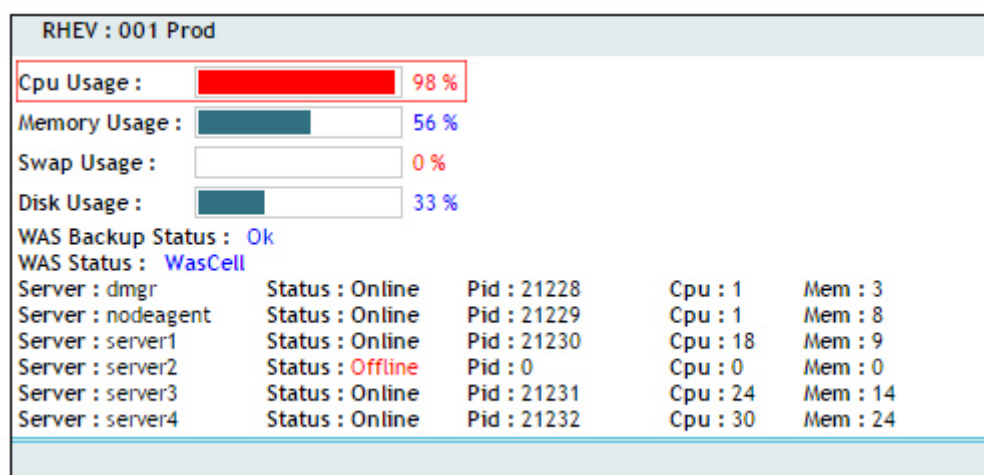 RHEV : 001 Prod
Cpu Usage : 98 %
Memory Usage : 56 %
Swap Usage : 0 %
Disk Usage : 33 %
WAS Backup Status : Ok
WAS Status : WasCell
Server : dmgr Status : Online Pid : 21228 Cpu : 1 Mem : 3
Server : nodeagent Status : Online Pid : 21229 Cpu : 1 Mem : 8
Server : server1 Status : Online Pid : 21230 Cpu : 18 Mem : 9
Server : server2 Status : Offline Pid : 0 Cpu : 0 Mem : 0
Server : server3 Status : Online Pid : 21231 Cpu : 24 Mem : 14
Server : server4 Status : Online Pid : 21232 Cpu : 30 Mem : 24